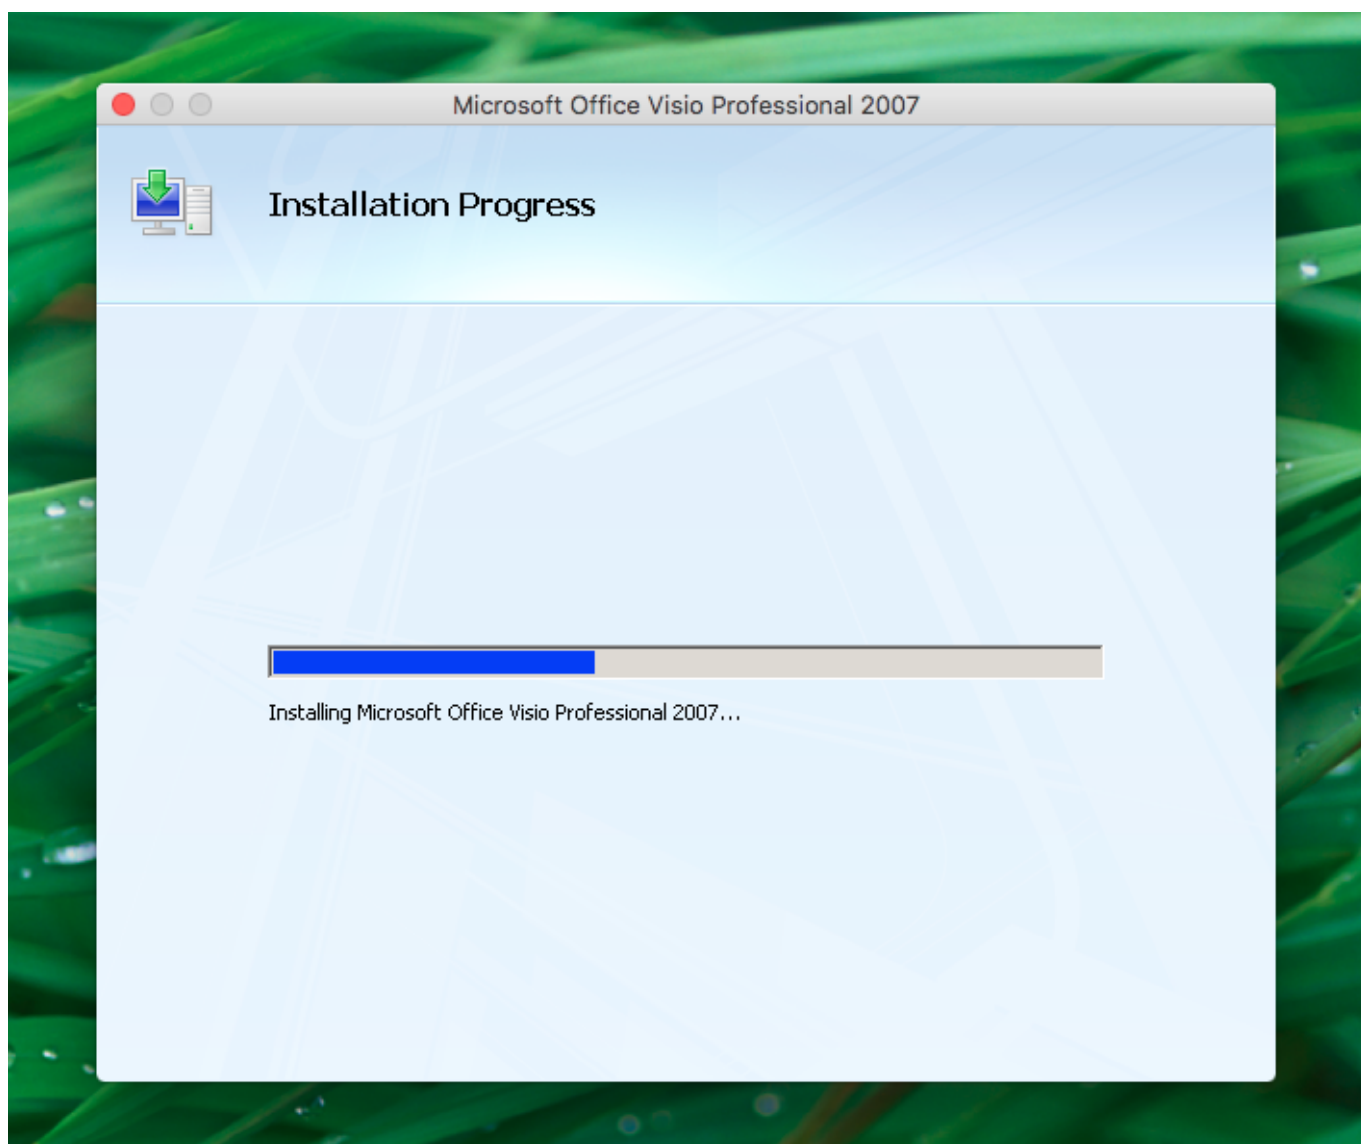 Microsoft Office Visio Professional 2007
Installation Progress
Installing Microsoft Office Visio Professional 2007...